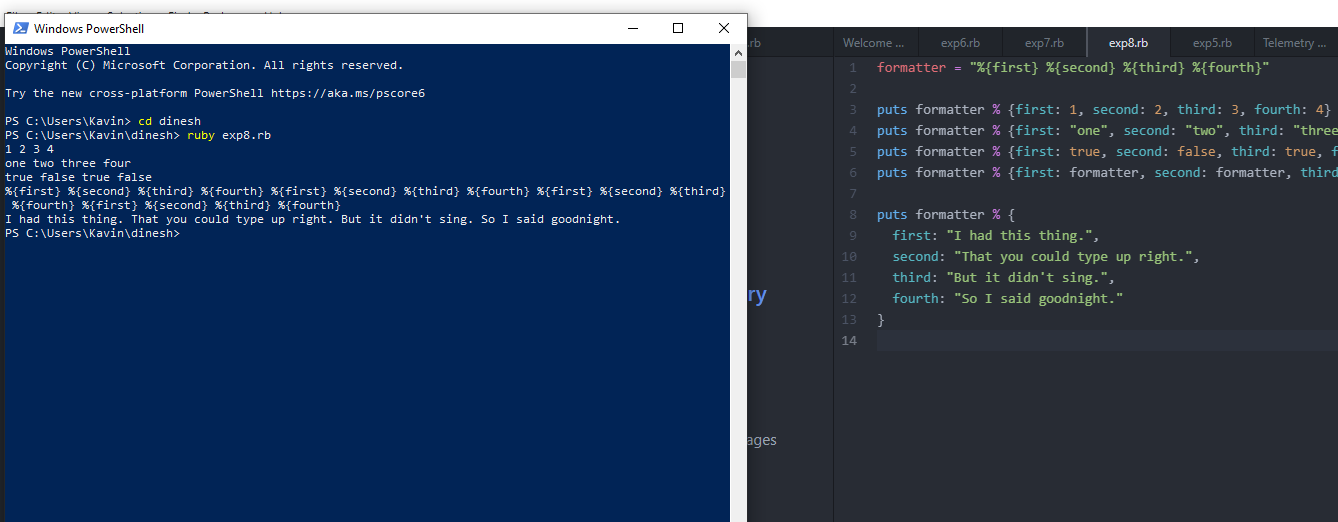 Windows PowerShell
Windows PowerShell
Copyright (C) Microsoft Corporation. All rights reserved.
Try the new cross-platform PowerShell https://aka.ms/pscore6
PS C:\Users\Kavin> cd dinesh
PS C:\Users\Kavin\dinesh> ruby exp8.rb
1 2 3 4
one two three four
true false true false
%{first} %{second} %{third} %{fourth} %{first} %{second} %{third} %{fourth} %{first} %{second} %{third}
%{fourth} %{first} %{second} %{third} %{fourth}
I had this thing. That you could type up right. But it didn't sing. So I said goodnight.
PS C:\Users\Kavin\dinesh>
.rb
Welcome ...
exp6.rb
exp7.rb
exp8.rb
exp5.rb
Telemetry ...
ry
ages
1 formatter = "%{first} %{second} %{third} %{fourth}"
2
3 puts formatter % {first: 1, second: 2, third: 3, fourth: 4}
4 puts formatter % {first: "one", second: "two", third: "three
5 puts formatter % {first: true, second: false, third: true, f
6 puts formatter % {first: formatter, second: formatter, third
7
8 puts formatter % {
9 first: "I had this thing.",
10 second: "That you could type up right.",
11 third: "But it didn't sing.",
12 fourth: "So I said goodnight."
13 }
14